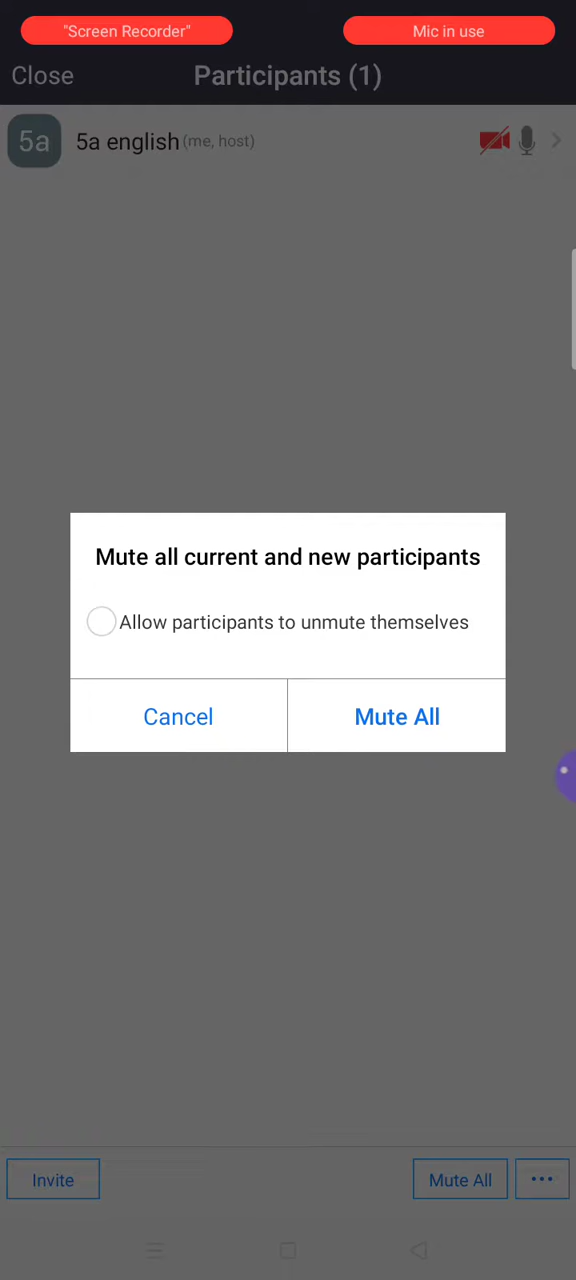 "Screen Recorder"
Mic in use
Close
Participants (1)
5a
5a english (me, host)
Mute all current and new participants
Allow participants to unmute themselves
Cancel
Mute All
Invite
Mute All
...